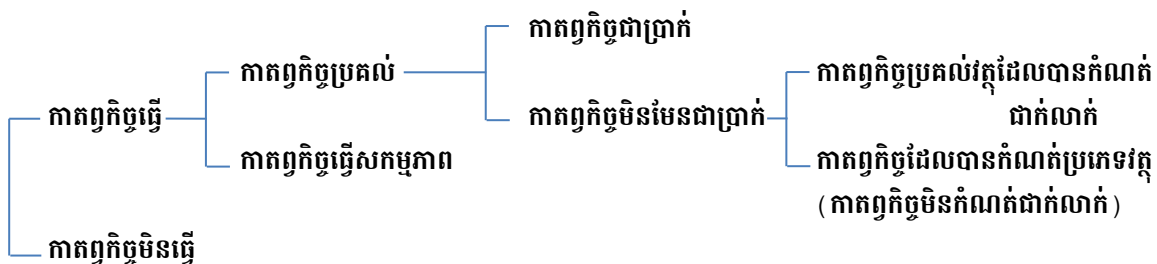 កាតព្វកិច្ចជាប្រាក់
កាតព្វកិច្ចប្រគល់
កាតព្វកិច្ចប្រគល់វត្ថុដែលបានកំណត់
កាតព្វកិច្ចធ្វើ
កាតព្វកិច្ចមិនមែនជាប្រាក់
ជាក់លាក់
កាតព្វកិច្ចធ្វើសកម្មភាព
កាតព្វកិច្ចដែលបានកំណត់ប្រភេទវត្ថុ
(កាតព្វកិច្ចមិនកំណត់ជាក់លាក់)
កាតព្វកិច្ចមិនធ្វើ